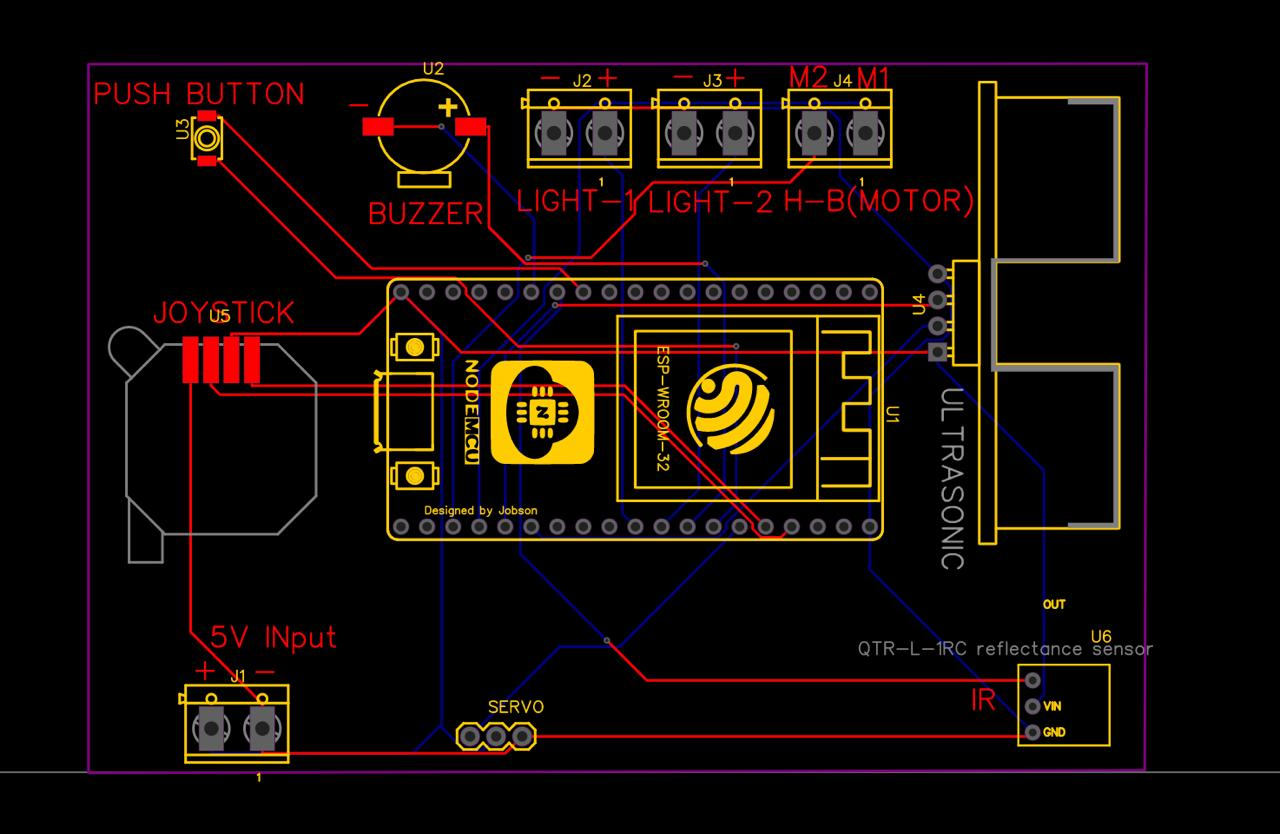 U2
- J2 + - J3 + M2 J4 M1
PUSH BUTTON
-
+
U3
1 1 1
LIGHT-1 LIGHT-2 H-B(MOTOR)
BUZZER
U4
JOYSTICK
U5
NODEMCU
N
ESP-WROOM-32
U1
ULTRASONIC
Designed by Jobson
OUT
5V INput
U6
QTR-L-1RC reflectance sensor
+ J1 -
IR
VIN
SERVO
GND
1